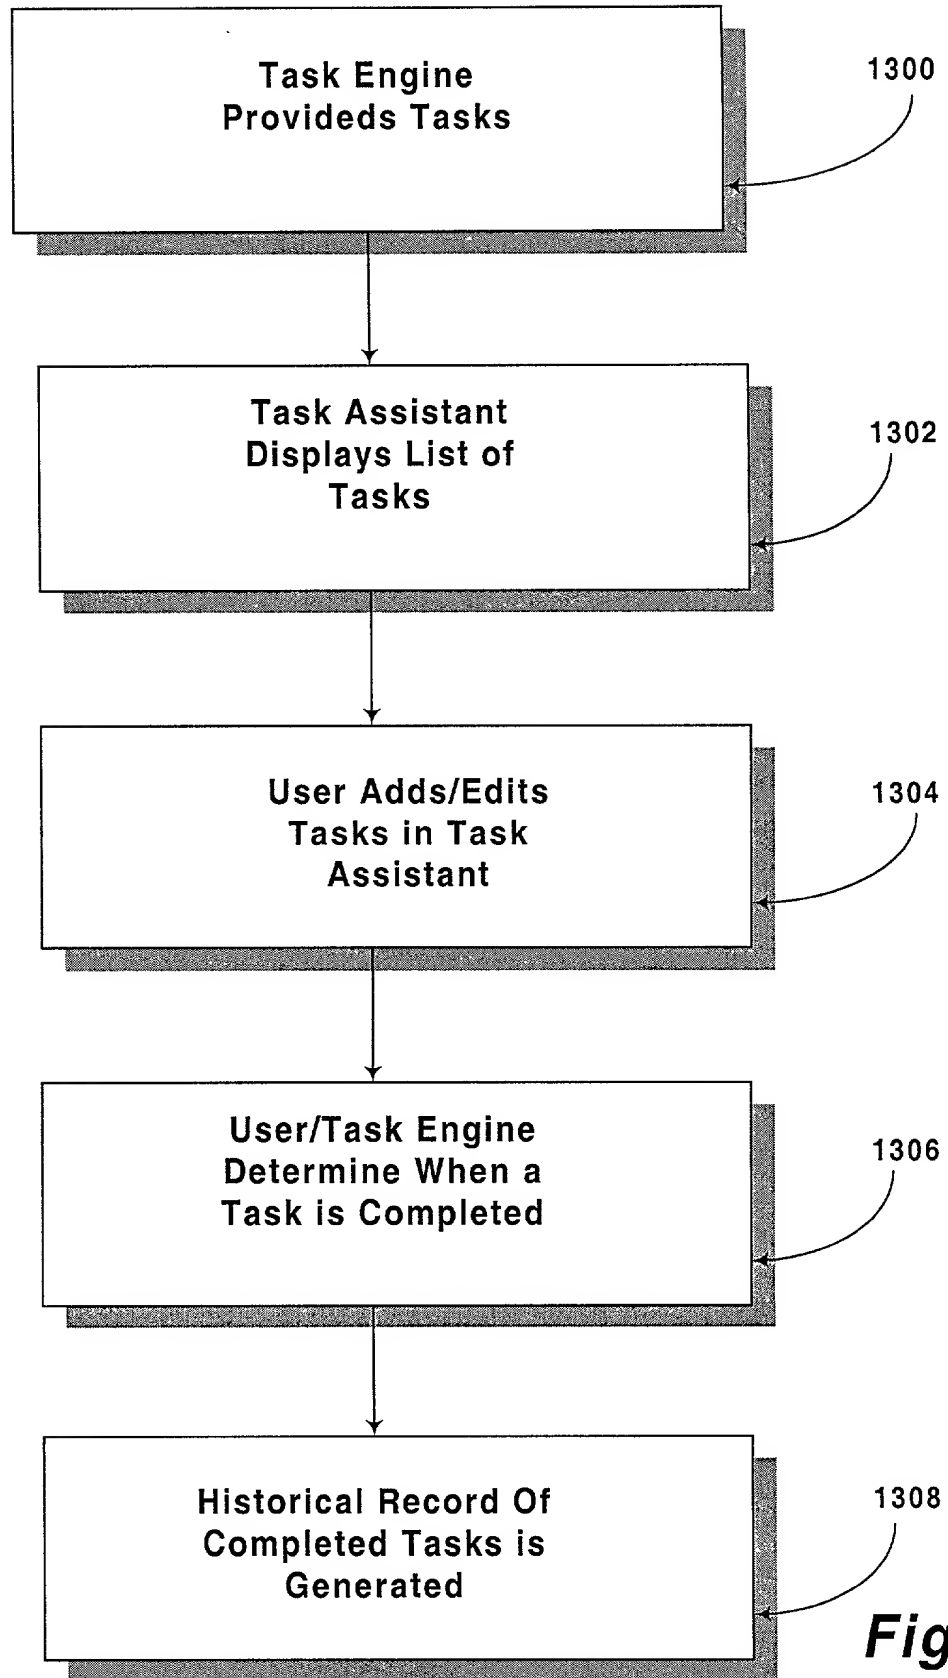 Task Engine
Provideds Tasks
1300
Task Assistant
Displays List of
Tasks
1302
User Adds/Edits
Tasks in Task
Assistant
1304
User/Task Engine
Determine When a
Task is Completed
1306
Historical Record Of
Completed Tasks is
Generated
1308
Fig